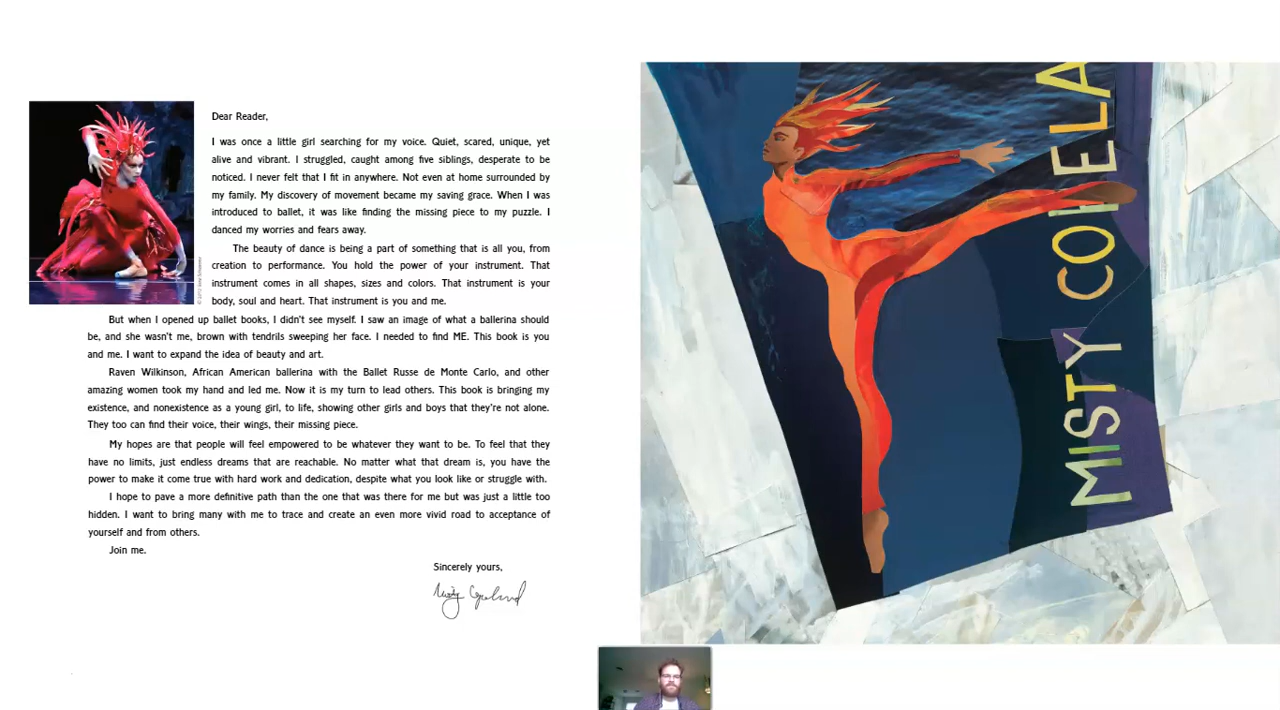 Dear Reader,
I was once a little girl searching for my voice. Quiet, scared, unique, yet
alive and vibrant. I struggled, caught among five siblings, desperate to be
noticed. I never felt that I fit in anywhere. Not even at home surrounded by
my family. My discovery of movement became my saving grace. When I was
introduced to ballet, it was like finding the missing piece to my puzzle. I
danced my worries and fears away.
The beauty of dance is being a part of something that is all you, from
creation to performance. You hold the power of your instrument. That
instrument comes in all shapes, sizes and colors. That instrument is your
body, soul and heart. That instrument is you and me.
But when I opened up ballet books, I didn't see myself. I saw an image of what a ballerina should
be, and she wasn't me, brown with tendrils sweeping her face. I needed to find ME. This book is you
and me. I want to expand the idea of beauty and art.
Raven Wilkinson, African American ballerina with the Ballet Russe de Monte Carlo, and other
amazing women took my hand and led me. Now it is my turn to lead others. This book is bringing my
existence, and nonexistence as a young girl, to life, showing other girls and boys that they're not alone.
They too can find their voice, their wings, their missing piece.
My hopes are that people will feel empowered to be whatever they want to be. To feel that they
have no limits, just endless dreams that are reachable. No matter what that dream is, you have the
power to make it come true with hard work and dedication, despite what you look like or struggle with.
I hope to pave a more definitive path than the one that was there for me but was just a little too
hidden. I want to bring many with me to trace and create an even more vivid road to acceptance of
yourself and from others.
Join me.
Sincerely yours,
Misty Copeland
MISTY COPELA